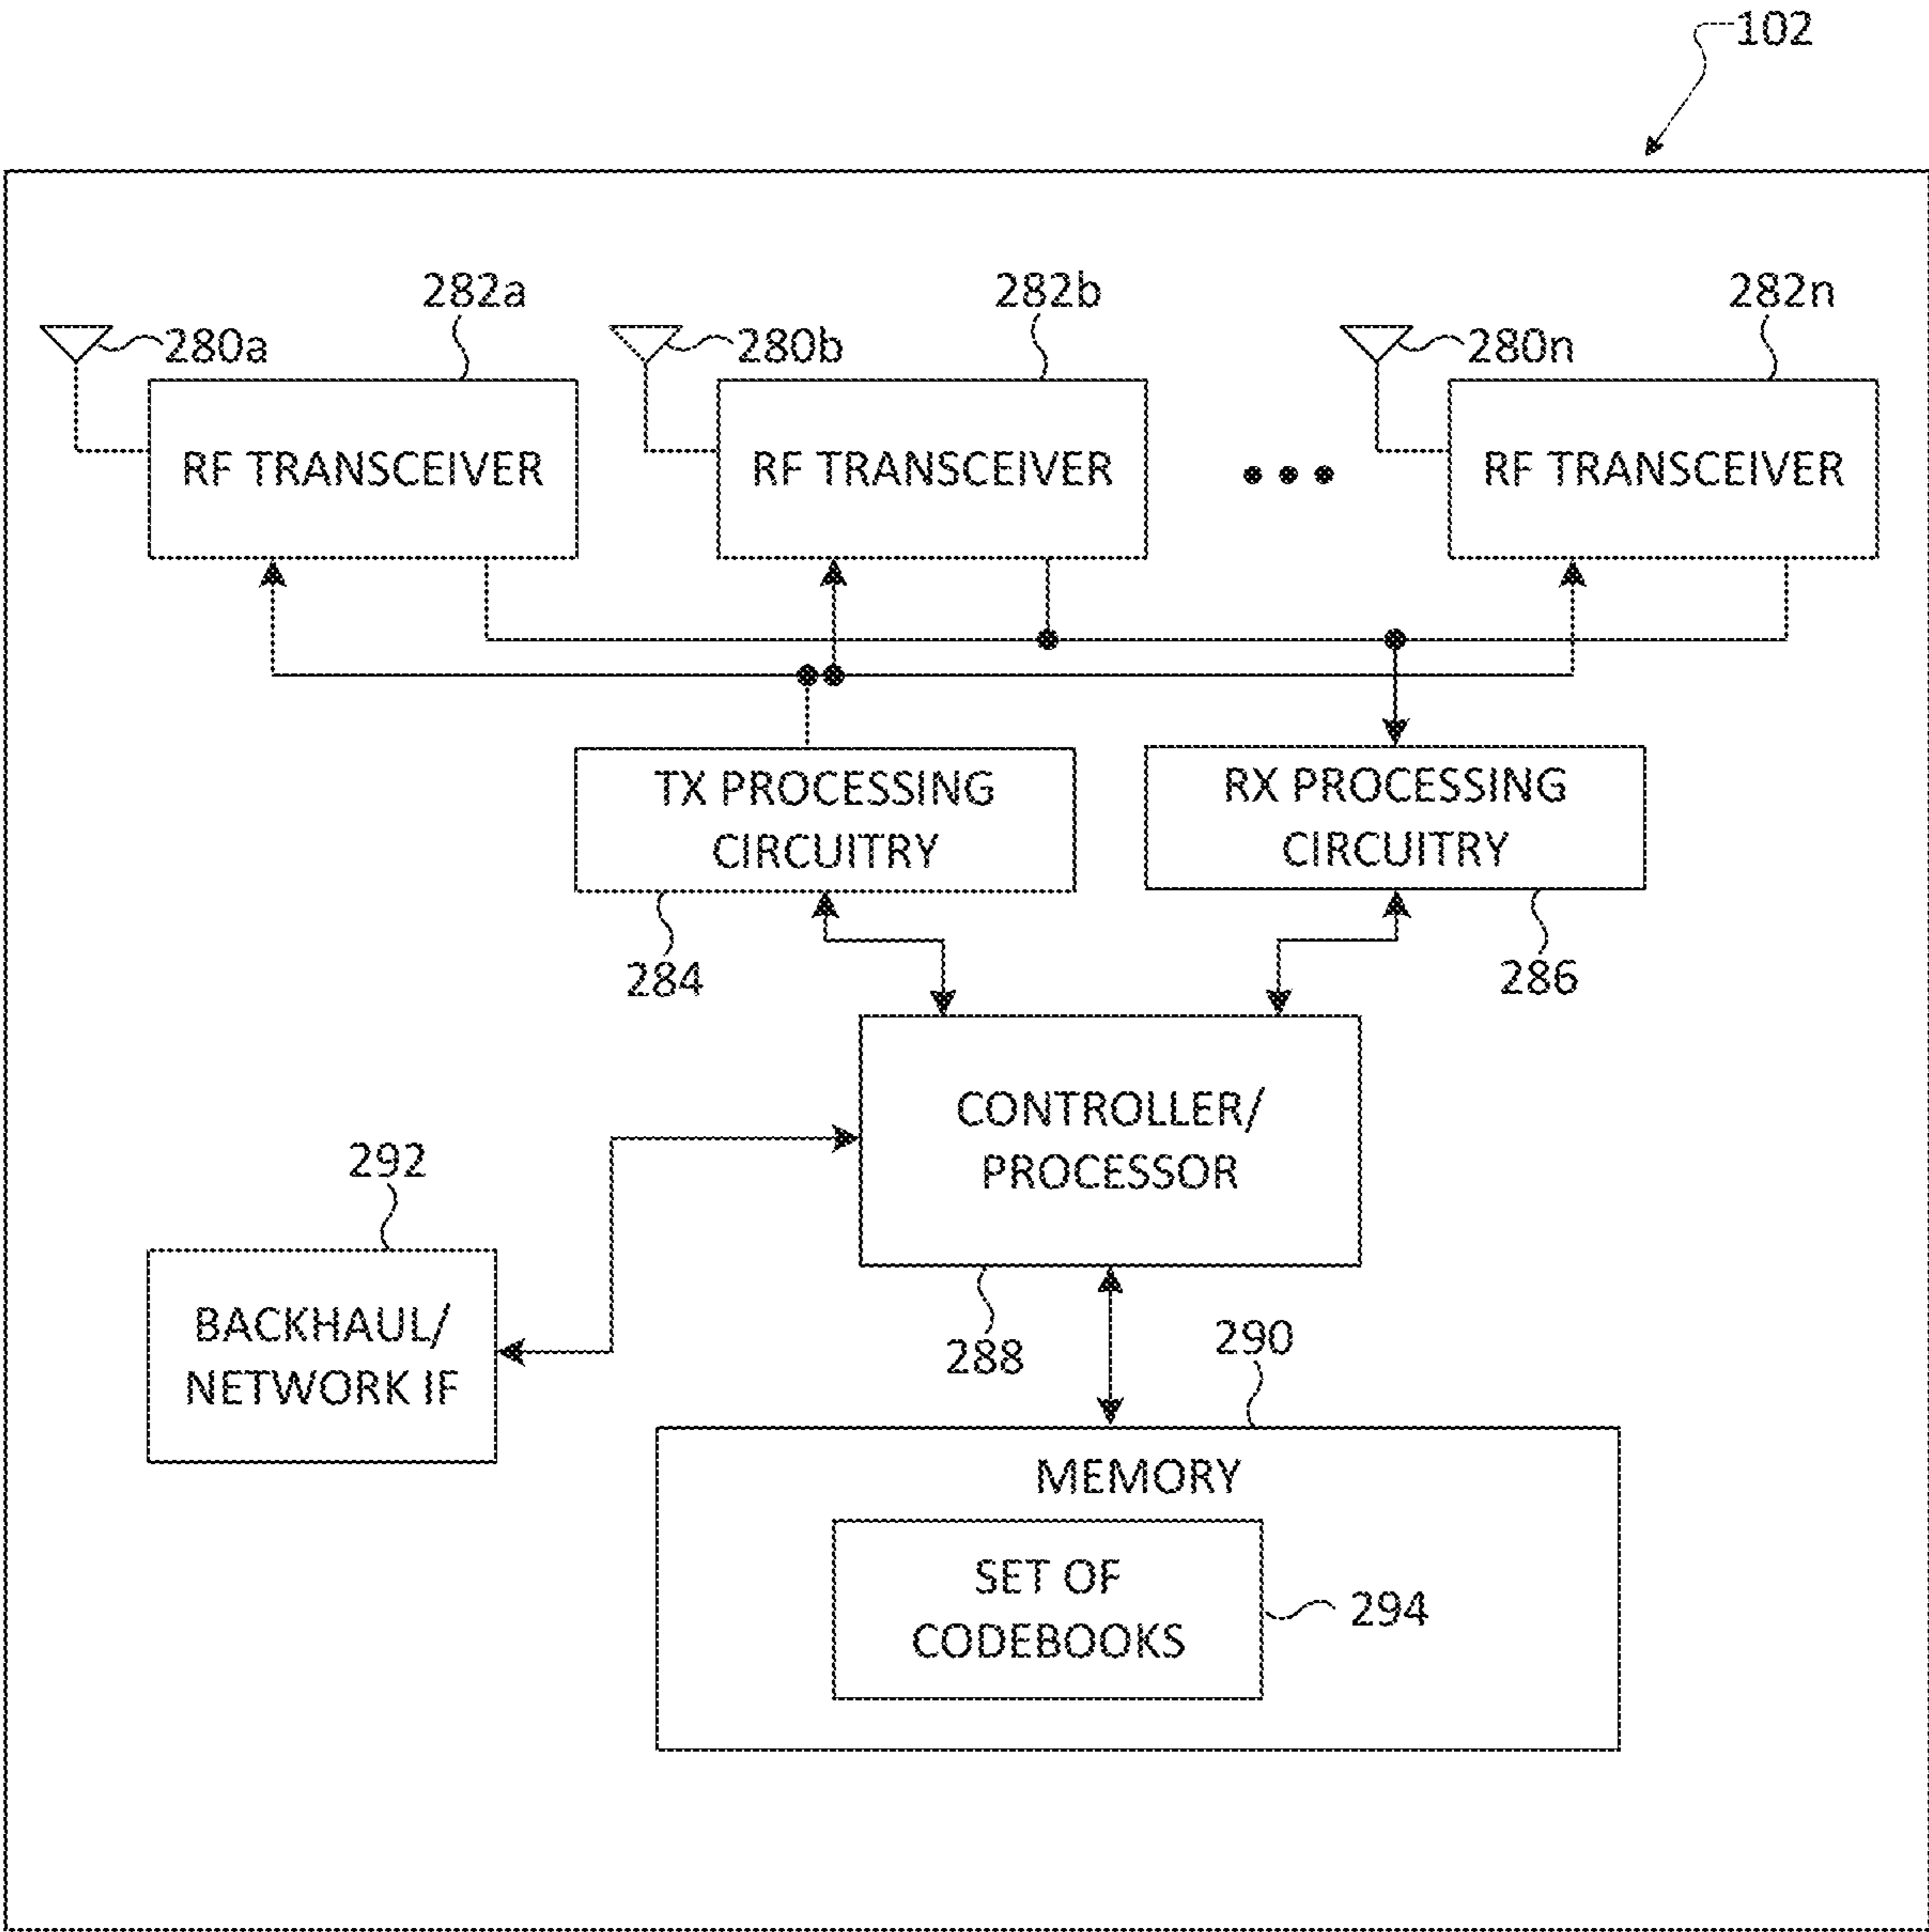 102
282a
282b
282n
280a
280b
280n
RF TRANSCEIVER
RF TRANSCEIVER
RF TRANSCEIVER
TX PROCESSING
CIRCUITRY
RX PROCESSING
CIRCUITRY
284
286
CONTROLLER/
PROCESSOR
292
BACKHAUL/
NETWORK IF
288
290
MEMORY
SET OF
CODEBOOKS
294